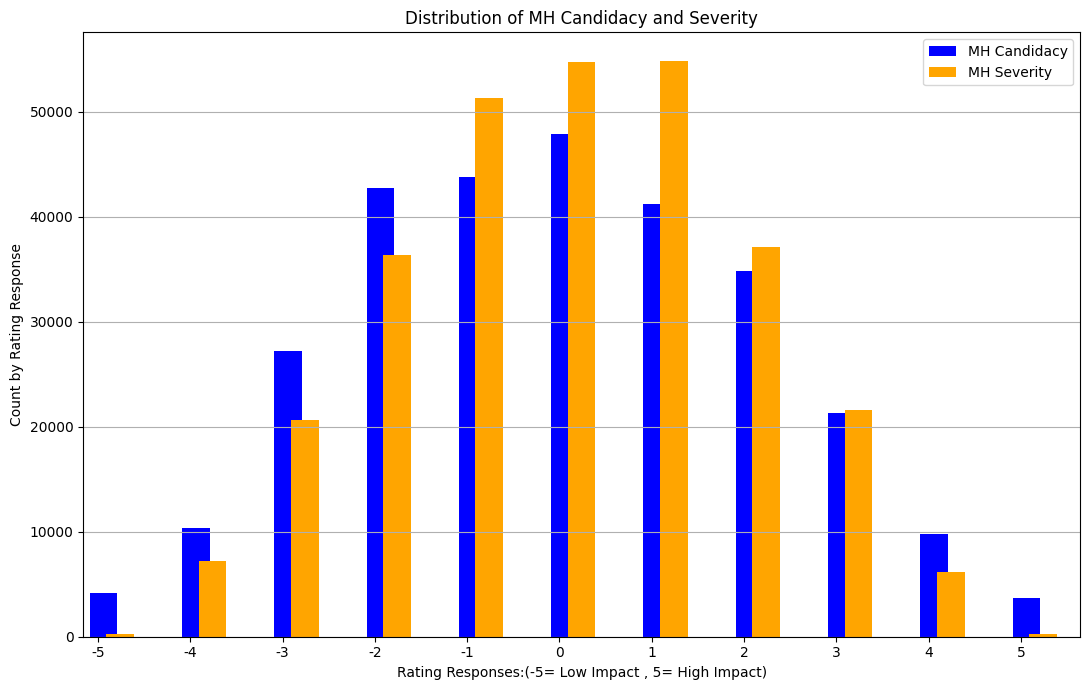 Distribution of MH Candidacy and Severity
MH Candidacy
MH Severity
Count by Rating Response
50000
40000
30000
20000
10000
0
-5 -4 -3 -2 -1 0 1 2 3 4 5
Rating Responses:(-5= Low Impact , 5= High Impact)